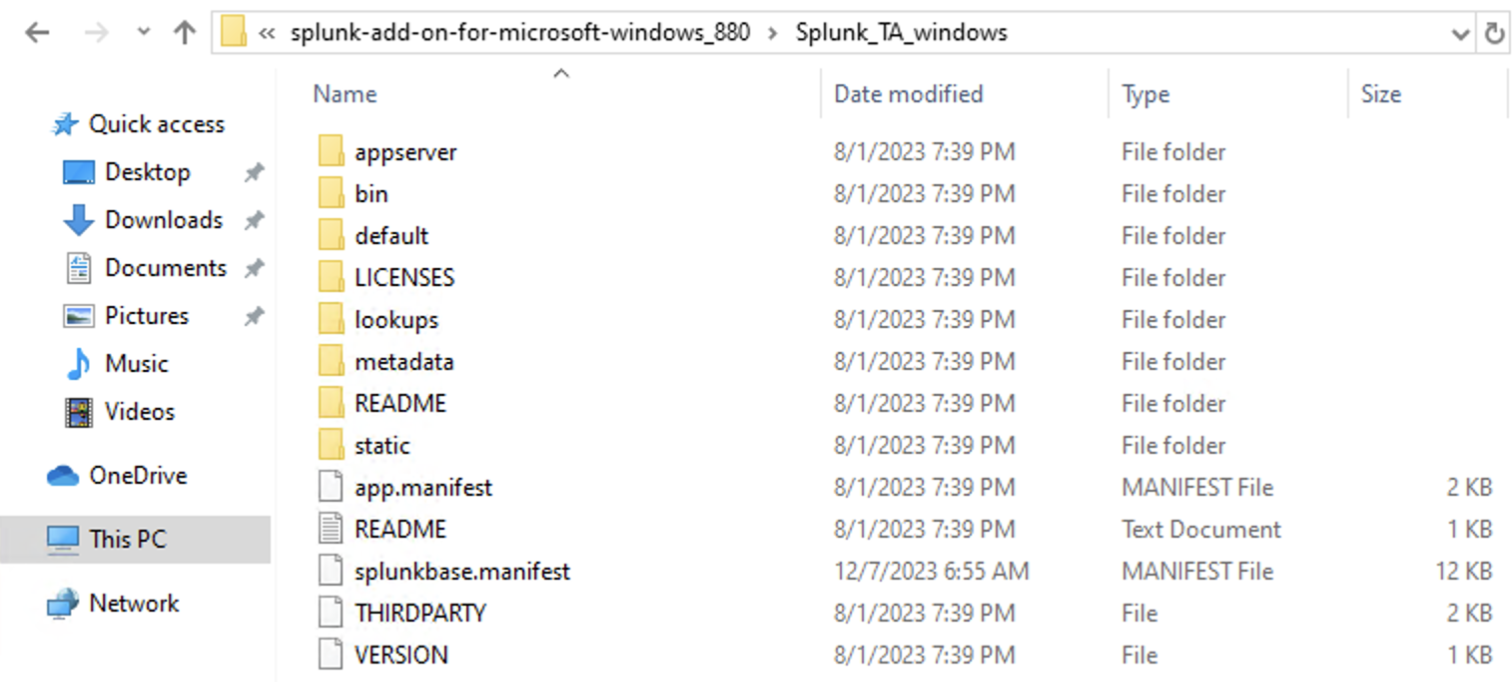 « splunk-add-on-for-microsoft-windows_880 > Splunk_TA_windows
Name Date modified Type Size
Quick access
Desktop
Downloads
Documents
Pictures
Music
Videos
OneDrive
This PC
Network
appserver 8/1/2023 7:39 PM File folder
bin 8/1/2023 7:39 PM File folder
default 8/1/2023 7:39 PM File folder
LICENSES 8/1/2023 7:39 PM File folder
lookups 8/1/2023 7:39 PM File folder
metadata 8/1/2023 7:39 PM File folder
README 8/1/2023 7:39 PM File folder
static 8/1/2023 7:39 PM File folder
app.manifest 8/1/2023 7:39 PM MANIFEST File 2 KB
README 8/1/2023 7:39 PM Text Document 1 KB
splunkbase.manifest 12/7/2023 6:55 AM MANIFEST File 12 KB
THIRDPARTY 8/1/2023 7:39 PM File 2 KB
VERSION 8/1/2023 7:39 PM File 1 KB